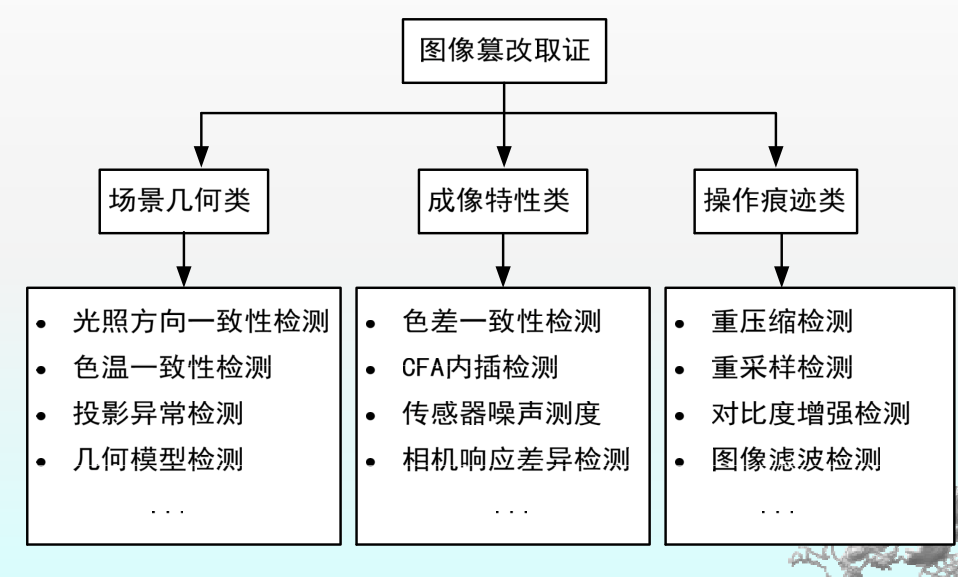 图像篡改取证
场景几何类
成像特性类
操作痕迹类
• 光照方向一致性检测
• 色温一致性检测
• 投影异常检测
• 几何模型检测
...
• 色差一致性检测
• CFA内插检测
• 传感器噪声测度
• 相机响应差异检测
...
• 重压缩检测
• 重采样检测
• 对比度增强检测
• 图像滤波检测
...